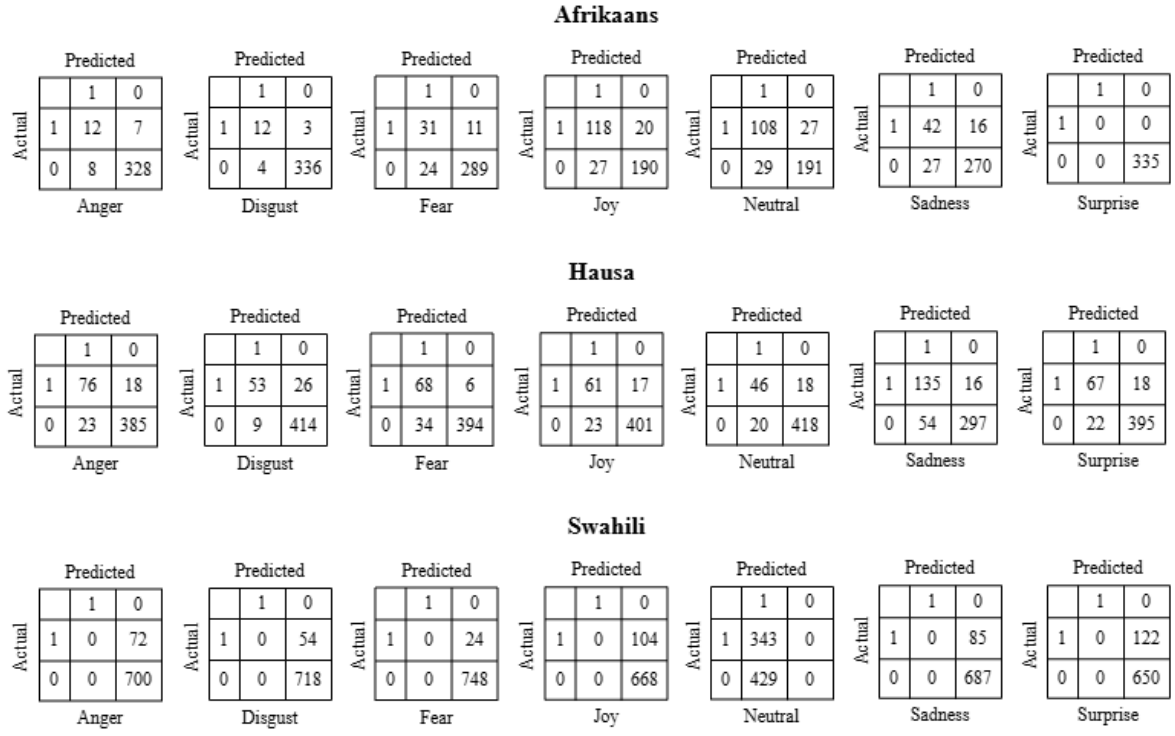 Afrikaans
Predicted Predicted Predicted Predicted Predicted Predicted Predicted
1 0 1 0 1 0 1 0 1 0 1 0 1 0
Actual 1 12 7 Actual 1 12 3 Actual 1 31 11 Actual 1 118 20 Actual 1 108 27 Actual 1 42 16 Actual 1 0 0
0 8 328 0 4 336 0 24 289 0 27 190 0 29 191 0 27 270 0 0 335
Anger Disgust Fear Joy Neutral Sadness Surprise
Hausa
Predicted Predicted Predicted Predicted Predicted Predicted Predicted
1 0 1 0 1 0 1 0 1 0 1 0 1 0
Actual 1 76 18 Actual 1 53 26 Actual 1 68 6 Actual 1 61 17 Actual 1 46 18 Actual 1 135 16 Actual 1 67 18
0 23 385 0 9 414 0 34 394 0 23 401 0 20 418 0 54 297 0 22 395
Anger Disgust Fear Joy Neutral Sadness Surprise
Swahili
Predicted Predicted Predicted Predicted Predicted Predicted Predicted
1 0 1 0 1 0 1 0 1 0 1 0 1 0
Actual 1 0 72 Actual 1 0 54 Actual 1 0 24 Actual 1 0 104 Actual 1 343 0 Actual 1 0 85 Actual 1 0 122
0 0 700 0 0 718 0 0 748 0 0 668 0 429 0 0 0 687 0 0 650
Anger Disgust Fear Joy Neutral Sadness Surprise